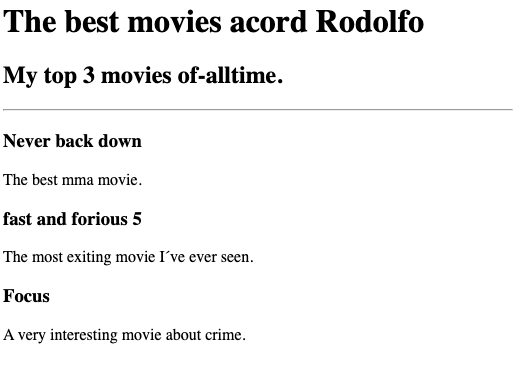 The best movies acord Rodolfo
My top 3 movies of-alltime.
Never back down
The best mma movie.
fast and forious 5
The most exiting movie I´ve ever seen.
Focus
A very interesting movie about crime.